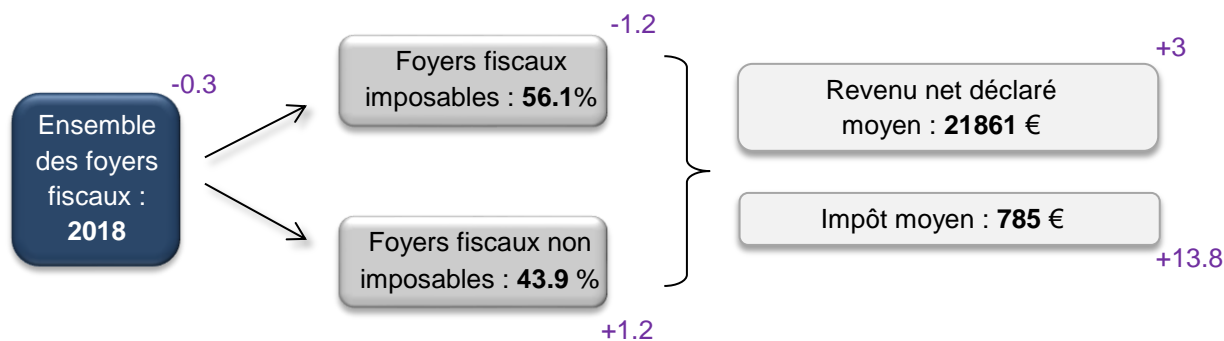 -0.3
Ensemble
des foyers
fiscaux :
2018
-1.2
Foyers fiscaux
imposables : 56.1%
Foyers fiscaux non
imposables : 43.9 %
+1.2
+3
Revenu net déclaré
moyen : 21861 €
Impôt moyen : 785 €
+13.8